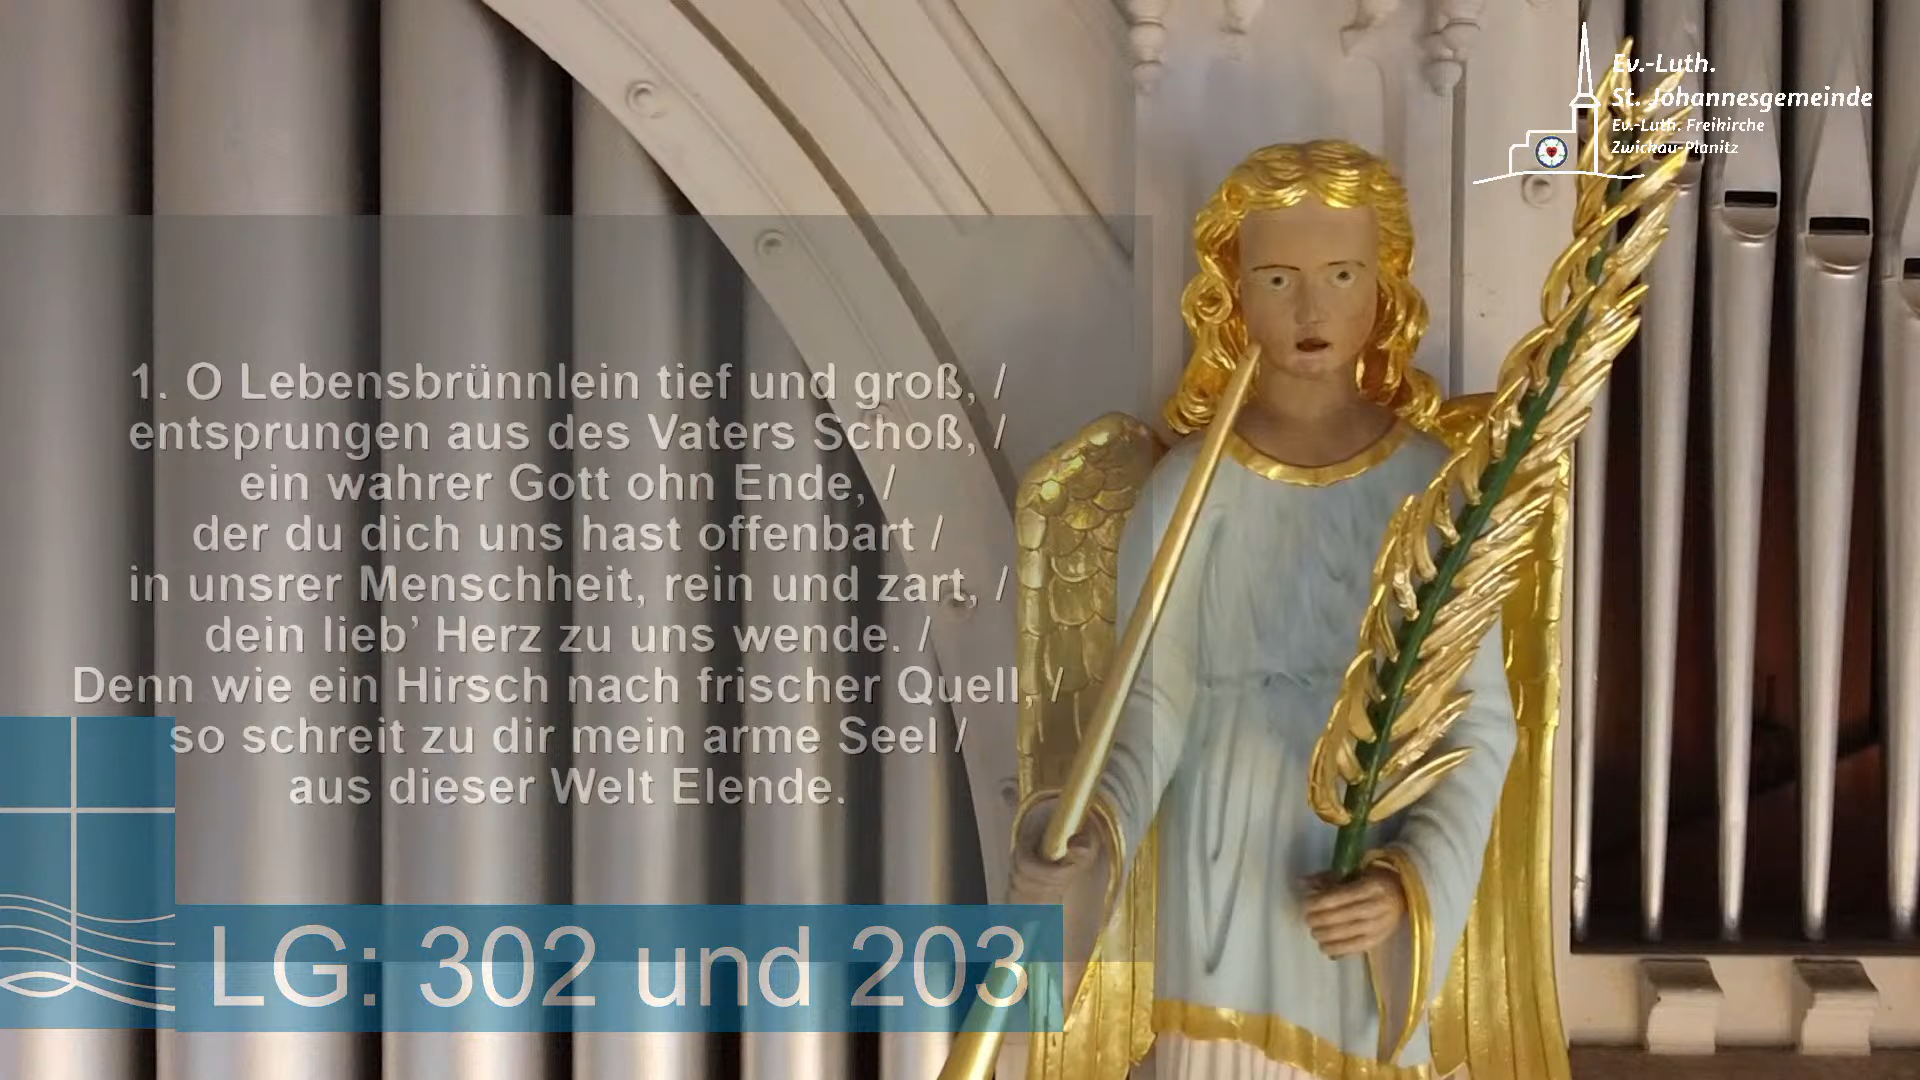 Ev.-Luth.
St. Johannesgemeinde
Ev.-Luth. Freikirche
Zwickau-Planitz
1. O Lebensbrünnlein tief und groß, /
entsprungen aus des Vaters Schoß, /
ein wahrer Gott ohn Ende, /
der du dich uns hast offenbart /
in unsrer Menschheit, rein und zart, /
dein lieb’ Herz zu uns wende. /
Denn wie ein Hirsch nach frischer Quell, /
so schreit zu dir mein arme Seel /
aus dieser Welt Elende.
LG: 302 und 203